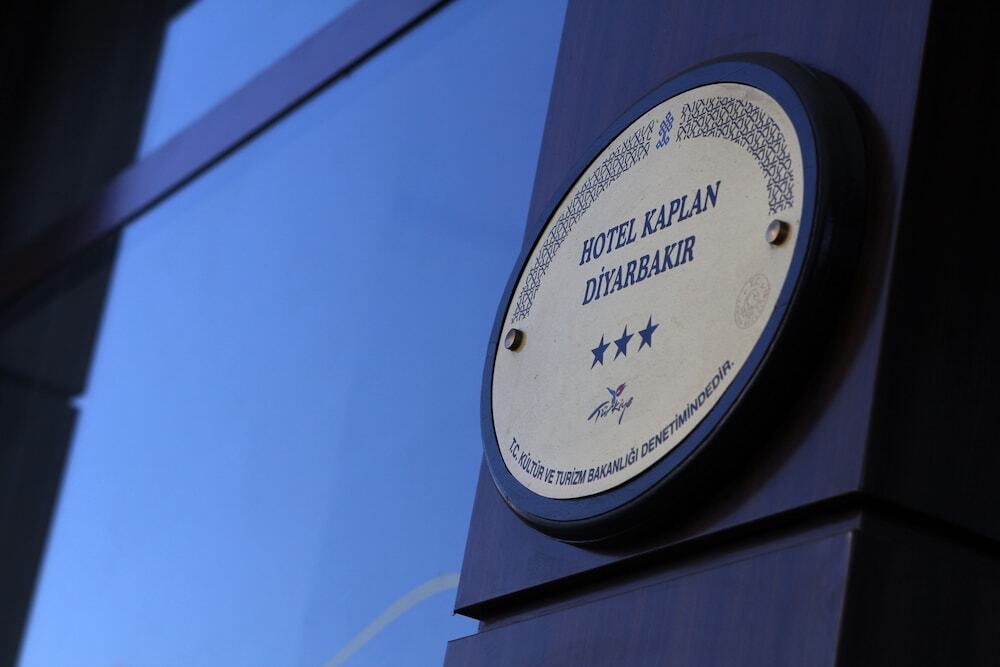 HOTEL KAPLAN
DİYARBAKIR
Türkiye
T.C. KÜLTÜR VE TURİZM BAKANLIĞI DENETİMİNDEDİR.